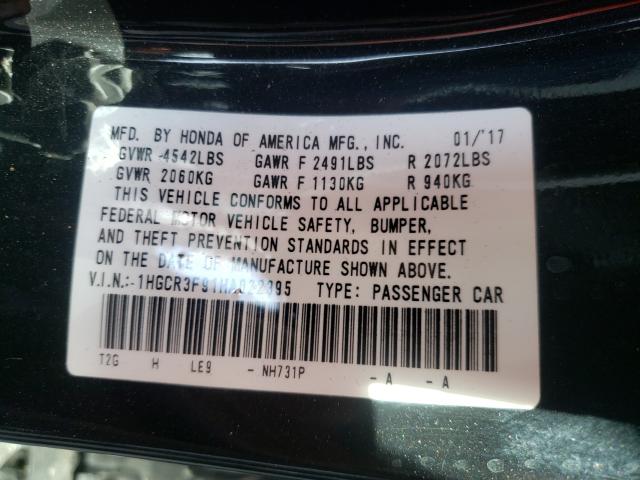 MFD. BY HONDA OF AMERICA MFG., INC. 01/'17
GVWR 4542LBS GAWR F 2491LBS R 2072LBS
GVWR 2060KG GAWR F 1130KG R 940KG
THIS VEHICLE CONFORMS TO ALL APPLICABLE
FEDERAL MOTOR VEHICLE SAFETY, BUMPER,
AND THEFT PREVENTION STANDARDS IN EFFECT
ON THE DATE OF MANUFACTURE SHOWN ABOVE.
V.I.N.: TYPE: PASSENGER CAR
T2G H LE9 - NH731P - A - A